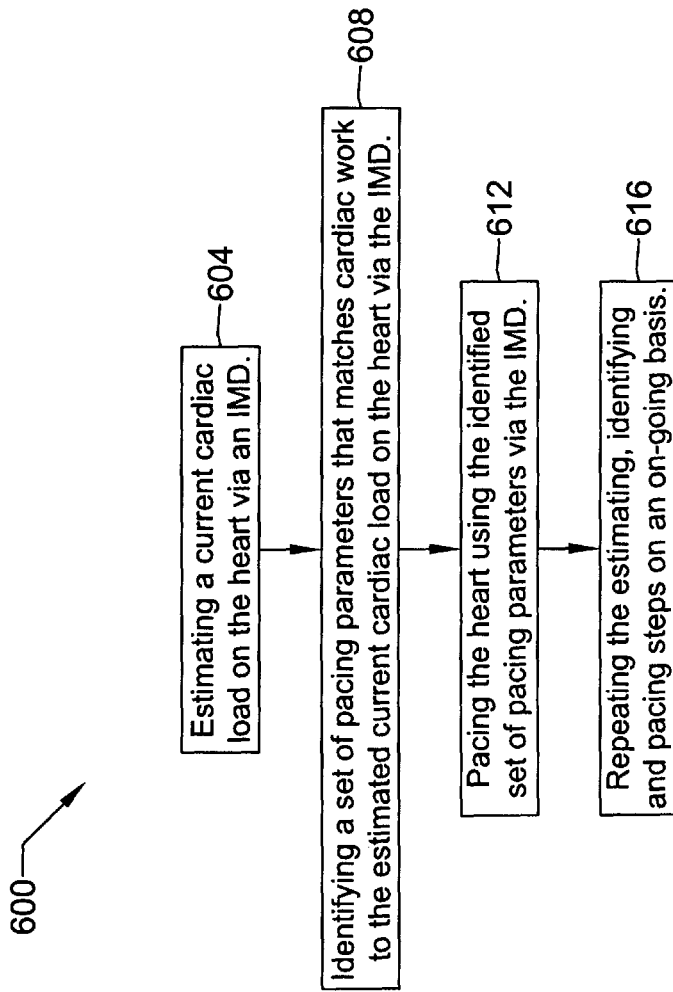 600
Estimating a current cardiac
load on the heart via an IMD.
604
Identifying a set of pacing parameters that matches cardiac work
to the estimated current cardiac load on the heart via the IMD.
608
Pacing the heart using the identified
set of pacing parameters via the IMD.
612
Repeating the estimating, identifying
and pacing steps on an on-going basis.
616